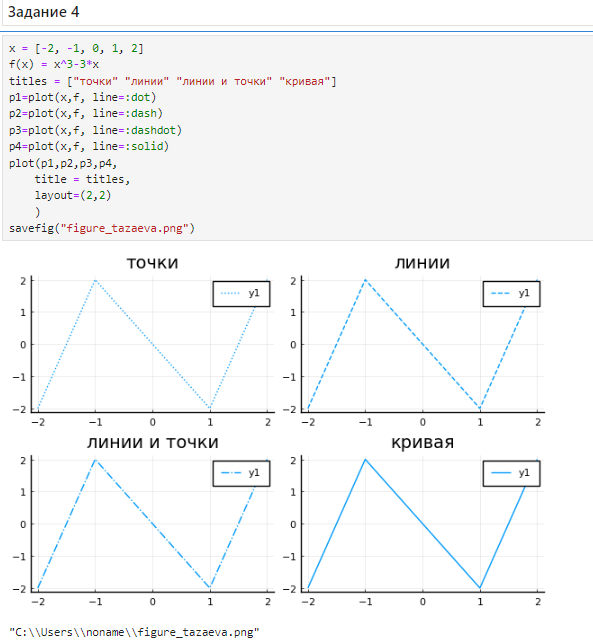 Задание 4
x = [-2, -1, 0, 1, 2]
f(x) = x^3-3*x
titles = ["точки" "линии" "линии и точки" "кривая"]
p1=plot(x,f, line=:dot)
p2=plot(x,f, line=:dash)
p3=plot(x,f, line=:dashdot)
p4=plot(x,f, line=:solid)
plot(p1,p2,p3,p4,
    title = titles,
    layout=(2,2)
    )
savefig("figure_tazaeva.png")
точки линии
2 y1 2 y1
1 1
0 0
−1 −1
−2 −2
−2 −1 0 1 2 −2 −1 0 1 2
линии и точки кривая
2 y1 2 y1
1 1
0 0
−1 −1
−2 −2
−2 −1 0 1 2 −2 −1 0 1 2
"C:\\Users\\noname\\figure_tazaeva.png"